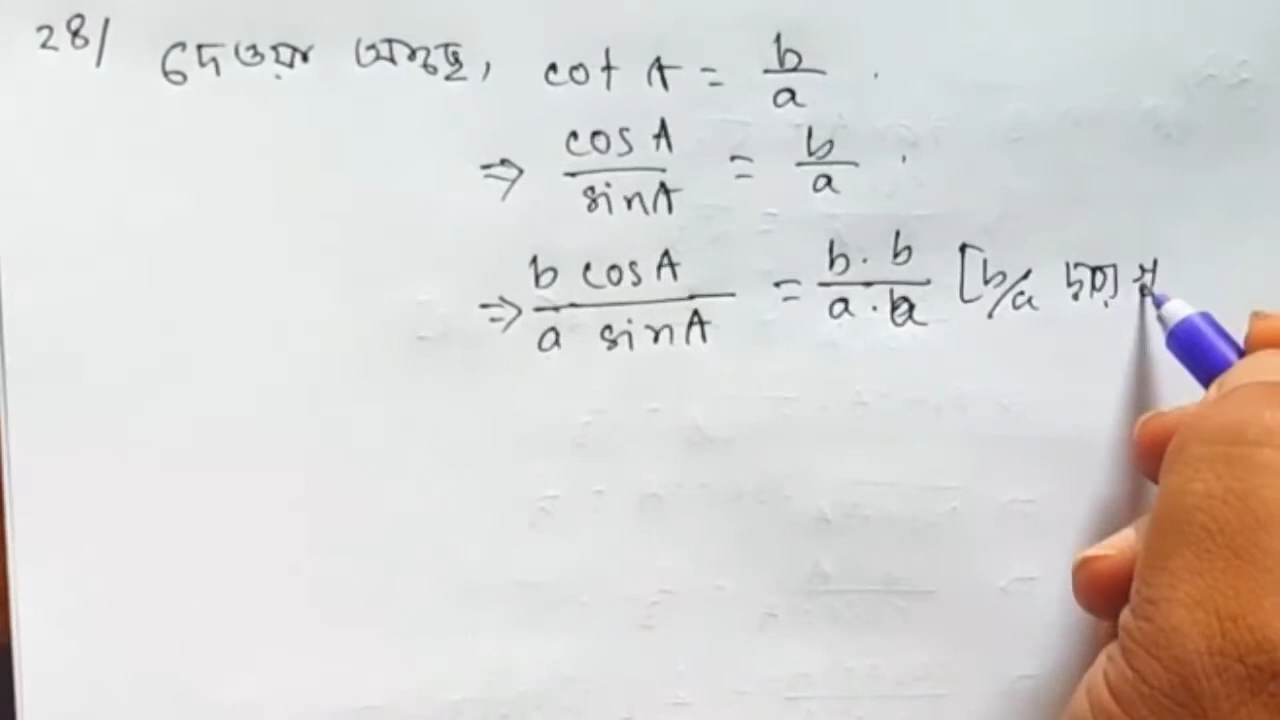 28/ দেওয়া আছে, cot A = b/a
⇒ cos A / sin A = b/a
⇒ b cos A / a sin A = b . b / a . a [b/a দ্বারা